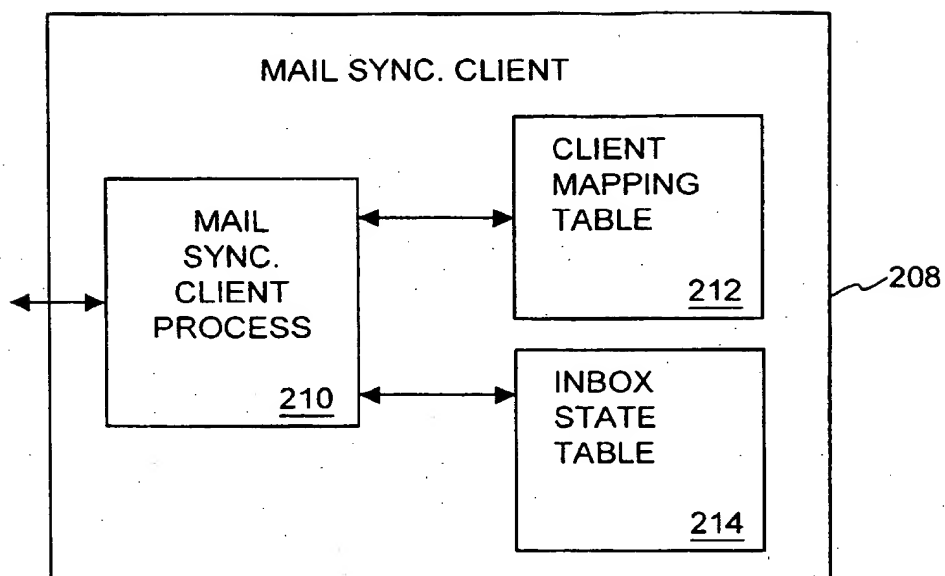 MAIL SYNC. CLIENT
MAIL
SYNC.
CLIENT
PROCESS
210
CLIENT
MAPPING
TABLE
212
INBOX
STATE
TABLE
214
208